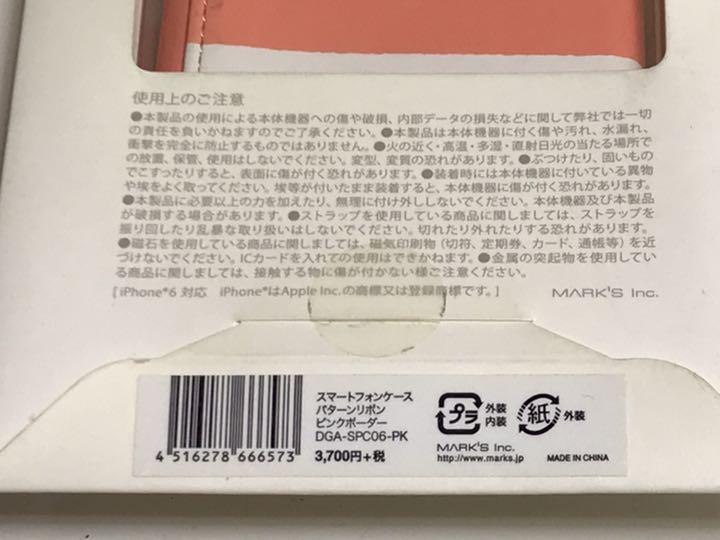 使用上のご注意
●本製品の使用による本体機器への傷や破損、内部データの損失などに関して弊社では一切
の責任を負いかねますのでご了承ください。●本製品は本体機器に付く傷や汚れ、水漏れ、
衝撃を完全に防止するものではありません。●火の近く・高温・多湿・直射日光の当たる場所で
の放置、保管、使用はしないでください。変型、変質の恐れがあります。●ぶつけたり、固いもの
でこすったりすると、表面に傷が付く恐れがあります。●装着時には本体機器に付いている異物
や埃をよく取ってください。埃等が付いたまま装着すると、本体機器に傷が付く恐れがあります。
●本製品に必要以上の力を加えたり、無理に付け外ししないでください。本体機器及び本製品
が破損する場合があります。●ストラップを使用している商品に関しましては、ストラップを
振り回したり乱暴な取り扱いはしないでください。切れたり外れたりする恐れがあります。
●磁石を使用している商品に関しましては、磁気印刷物(切符、定期券、カード、通帳等)を近
づけないでください。ICカードを入れての使用はできかねます。●金属の突起物を使用してい
る商品に関しましては、接触する物に傷が付かない様ご注意ください。
[iPhone®6 対応 iPhone®はApple Inc.の商標又は登録商標です。] MARK'S Inc.
スマートフォンケース
パターンリボン
ピンクボーダー
DGA-SPC06-PK
3,700円+税
4 516278 666573
プラ 外装 内装
紙 外装
MARK'S Inc.
http://www.marks.jp MADE IN CHINA